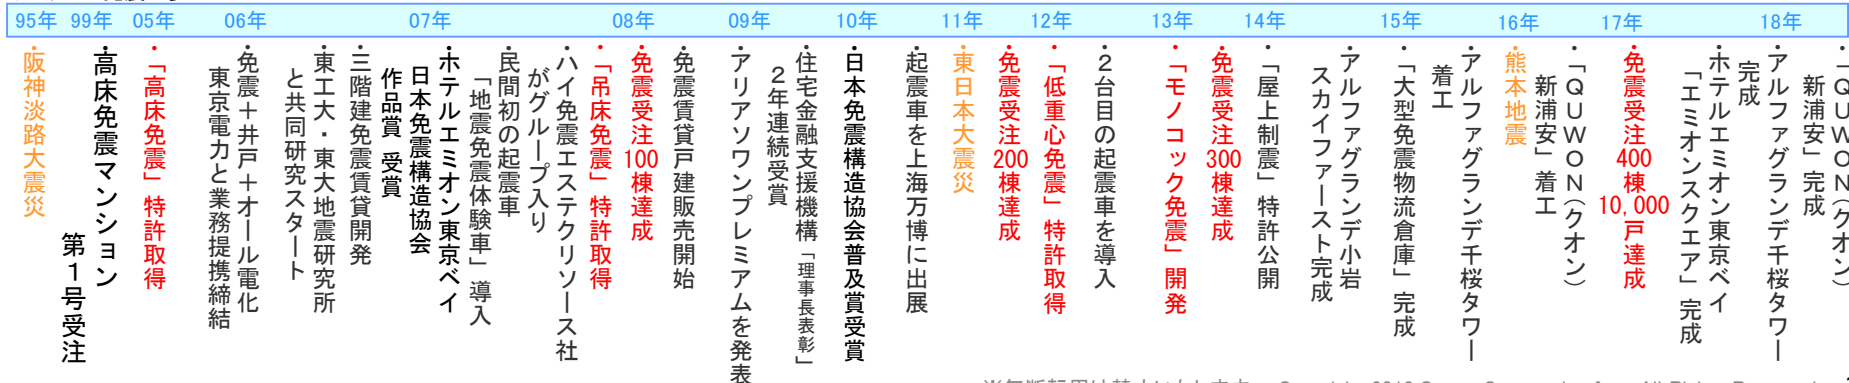 95年 99年 05年 06年 07年 08年 09年 10年 11年 12年 13年 14年 15年 16年 17年 18年
・阪神淡路大震災
・高床免震マンション
第１号受注
・「高床免震」特許取得
・免震＋井戸＋オール電化
東京電力と業務提携締結
・東工大・東大地震研究所
と共同研究スタート
・三階建免震賃貸開発
・ホテルエミオン東京ベイ
日本免震構造協会
作品賞 受賞
・民間初の起震車
「地震免震体験車」導入
・ハイ免震エステクリソース社
がグループ入り
・「吊床免震」特許取得
・免震受注100棟達成
・免震賃貸戸建販売開始
・アリアソワンプレミアムを発表
・住宅金融支援機構「理事長表彰」
２年連続受賞
・日本免震構造協会普及賞受賞
・起震車を上海万博に出展
・東日本大震災
・免震受注200棟達成
・「低重心免震」特許取得
・２台目の起震車を導入
・「モノコック免震」開発
・免震受注300棟達成
・「屋上制震」特許公開
・アルファグランデ小岩
スカイファースト完成
・「大型免震物流倉庫」完成
・アルファグランデ千桜タワー
着工
・熊本地震
・「ＱＵＷＯＮ（クオン）
新浦安」着工
・免震受注400棟10,000戸達成
・ホテルエミオン東京ベイ
「エミオンスクエア」完成
・アルファグランデ千桜タワー
完成
・「ＱＵＷＯＮ（クオン）
新浦安」完成